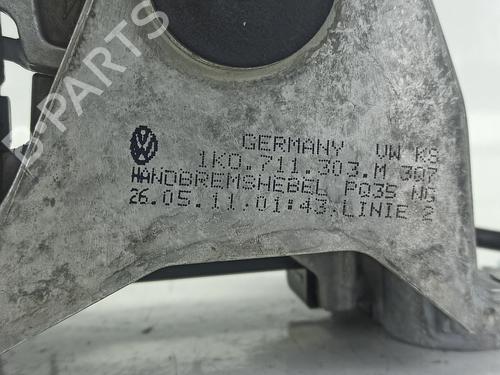 B-PARTS
GERMANY VW KS
1K0.711.303.M 307
HANDBREMSHEBEL PQ35 NG
26.05.11.01:43.LINIE 2